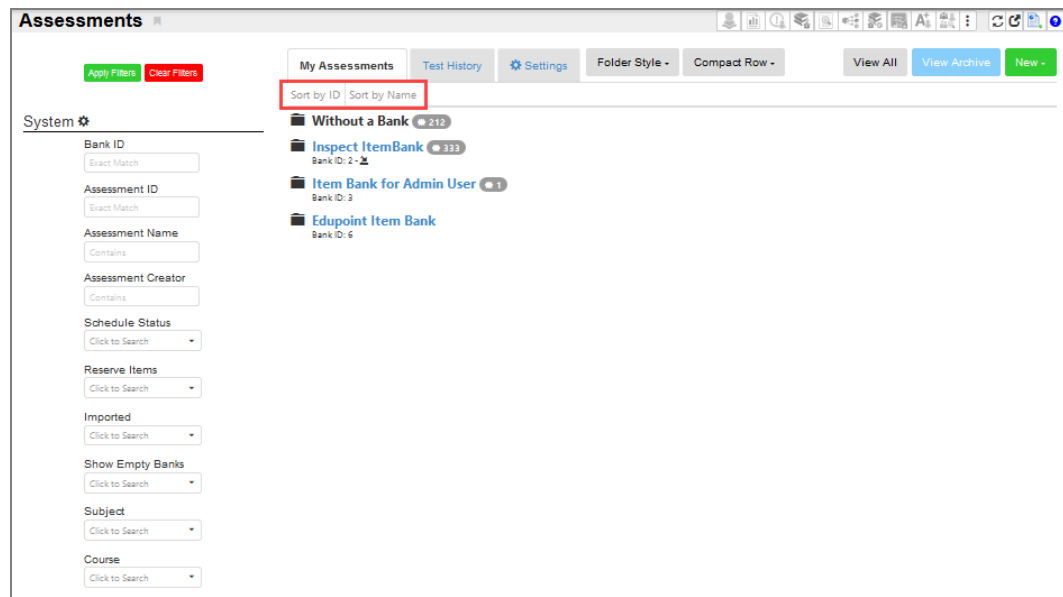 Assessments
Apply Filters Clear Filters
My Assessments Test History Settings Folder Style Compact Row View All View Archive New
Sort by ID Sort by Name
System
Without a Bank 212
Inspect ItemBank 333
Bank ID: 2 -
Item Bank for Admin User 1
Bank ID: 3
Edupoint Item Bank
Bank ID: 6
Bank ID
Exact Match
Assessment ID
Exact Match
Assessment Name
Contains
Assessment Creator
Contains
Schedule Status
Click to Search
Reserve Items
Click to Search
Imported
Click to Search
Show Empty Banks
Click to Search
Subject
Click to Search
Course
Click to Search